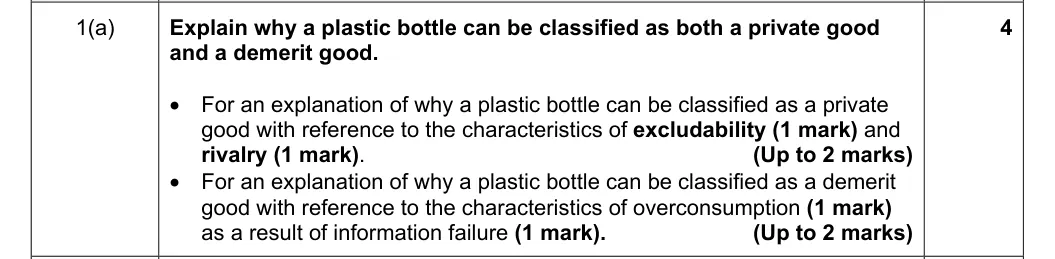 1(a)
Explain why a plastic bottle can be classified as both a private good
and a demerit good.
4
• For an explanation of why a plastic bottle can be classified as a private
good with reference to the characteristics of excludability (1 mark) and
rivalry (1 mark). (Up to 2 marks)
• For an explanation of why a plastic bottle can be classified as a demerit
good with reference to the characteristics of overconsumption (1 mark)
as a result of information failure (1 mark). (Up to 2 marks)